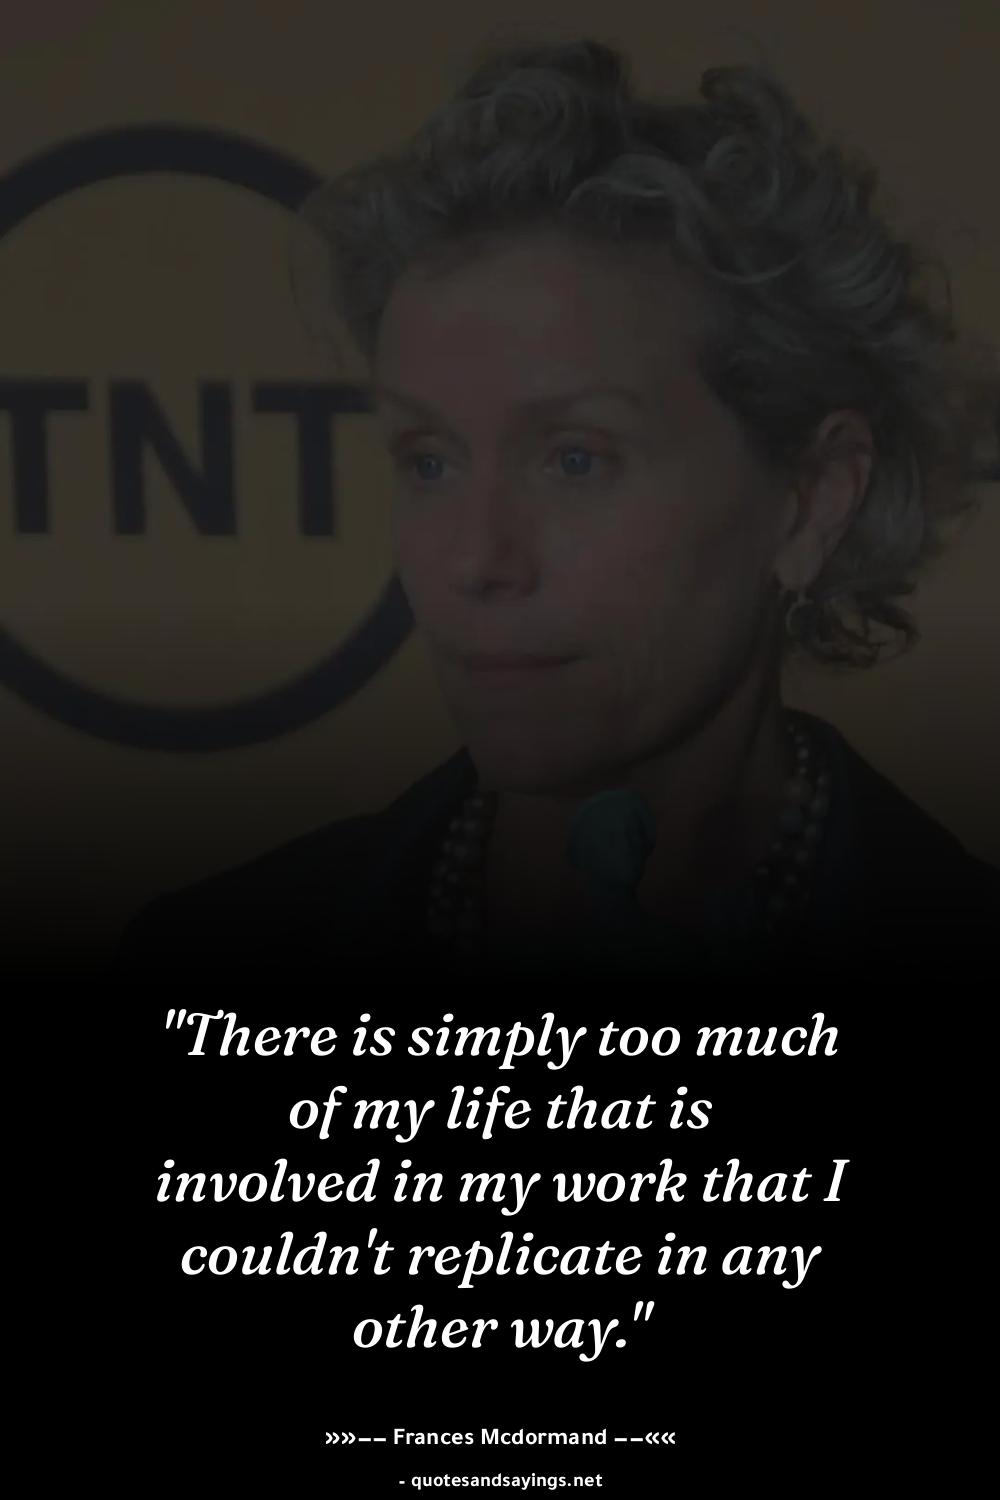 TNT
"There is simply too much
of my life that is
involved in my work that I
couldn't replicate in any
other way."
»»−− Frances Mcdormand −−««
- quotesandsayings.net